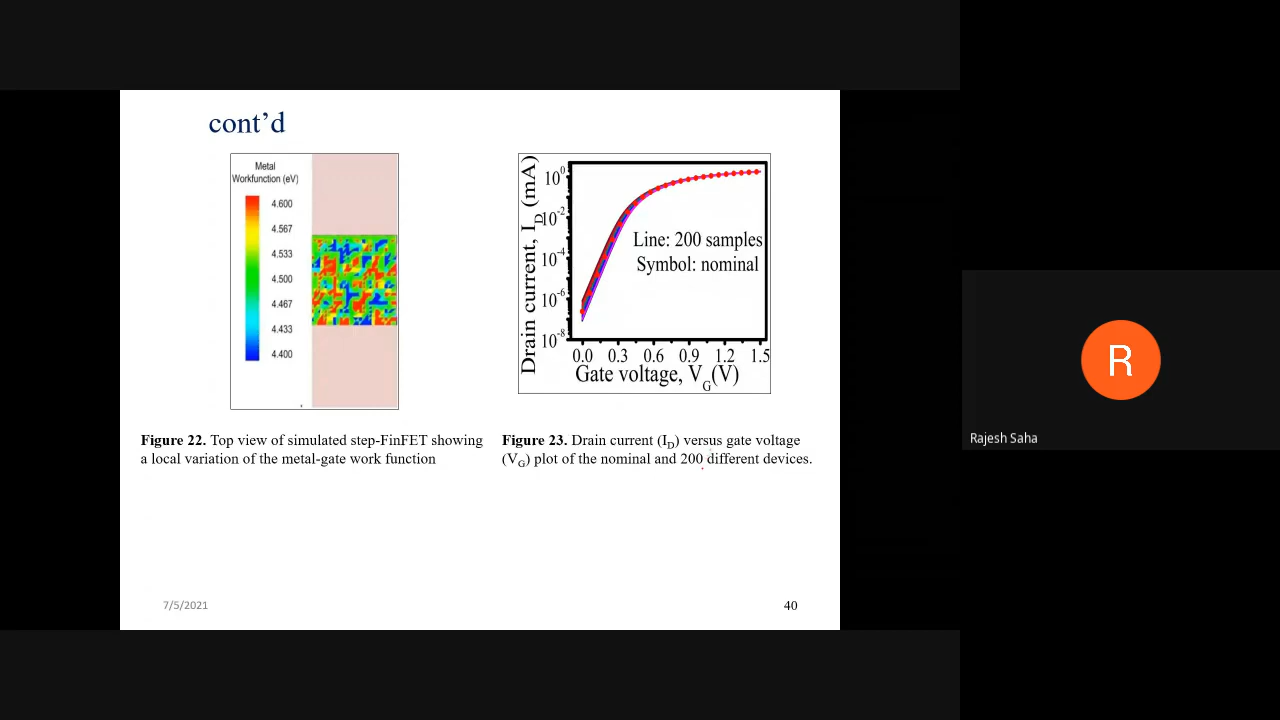 cont’d
Metal
Workfunction (eV)
4.600
4.567
4.533
4.500
4.467
4.433
4.400
Drain current, I_D (mA)
10^0
10^-2
10^-4
10^-6
10^-8
Line: 200 samples
Symbol: nominal
0.0 0.3 0.6 0.9 1.2 1.5
Gate voltage, V_G(V)
Figure 22. Top view of simulated step-FinFET showing
a local variation of the metal-gate work function
Figure 23. Drain current (I_D) versus gate voltage
(V_G) plot of the nominal and 200 different devices.
7/5/2021
40
R
Rajesh Saha